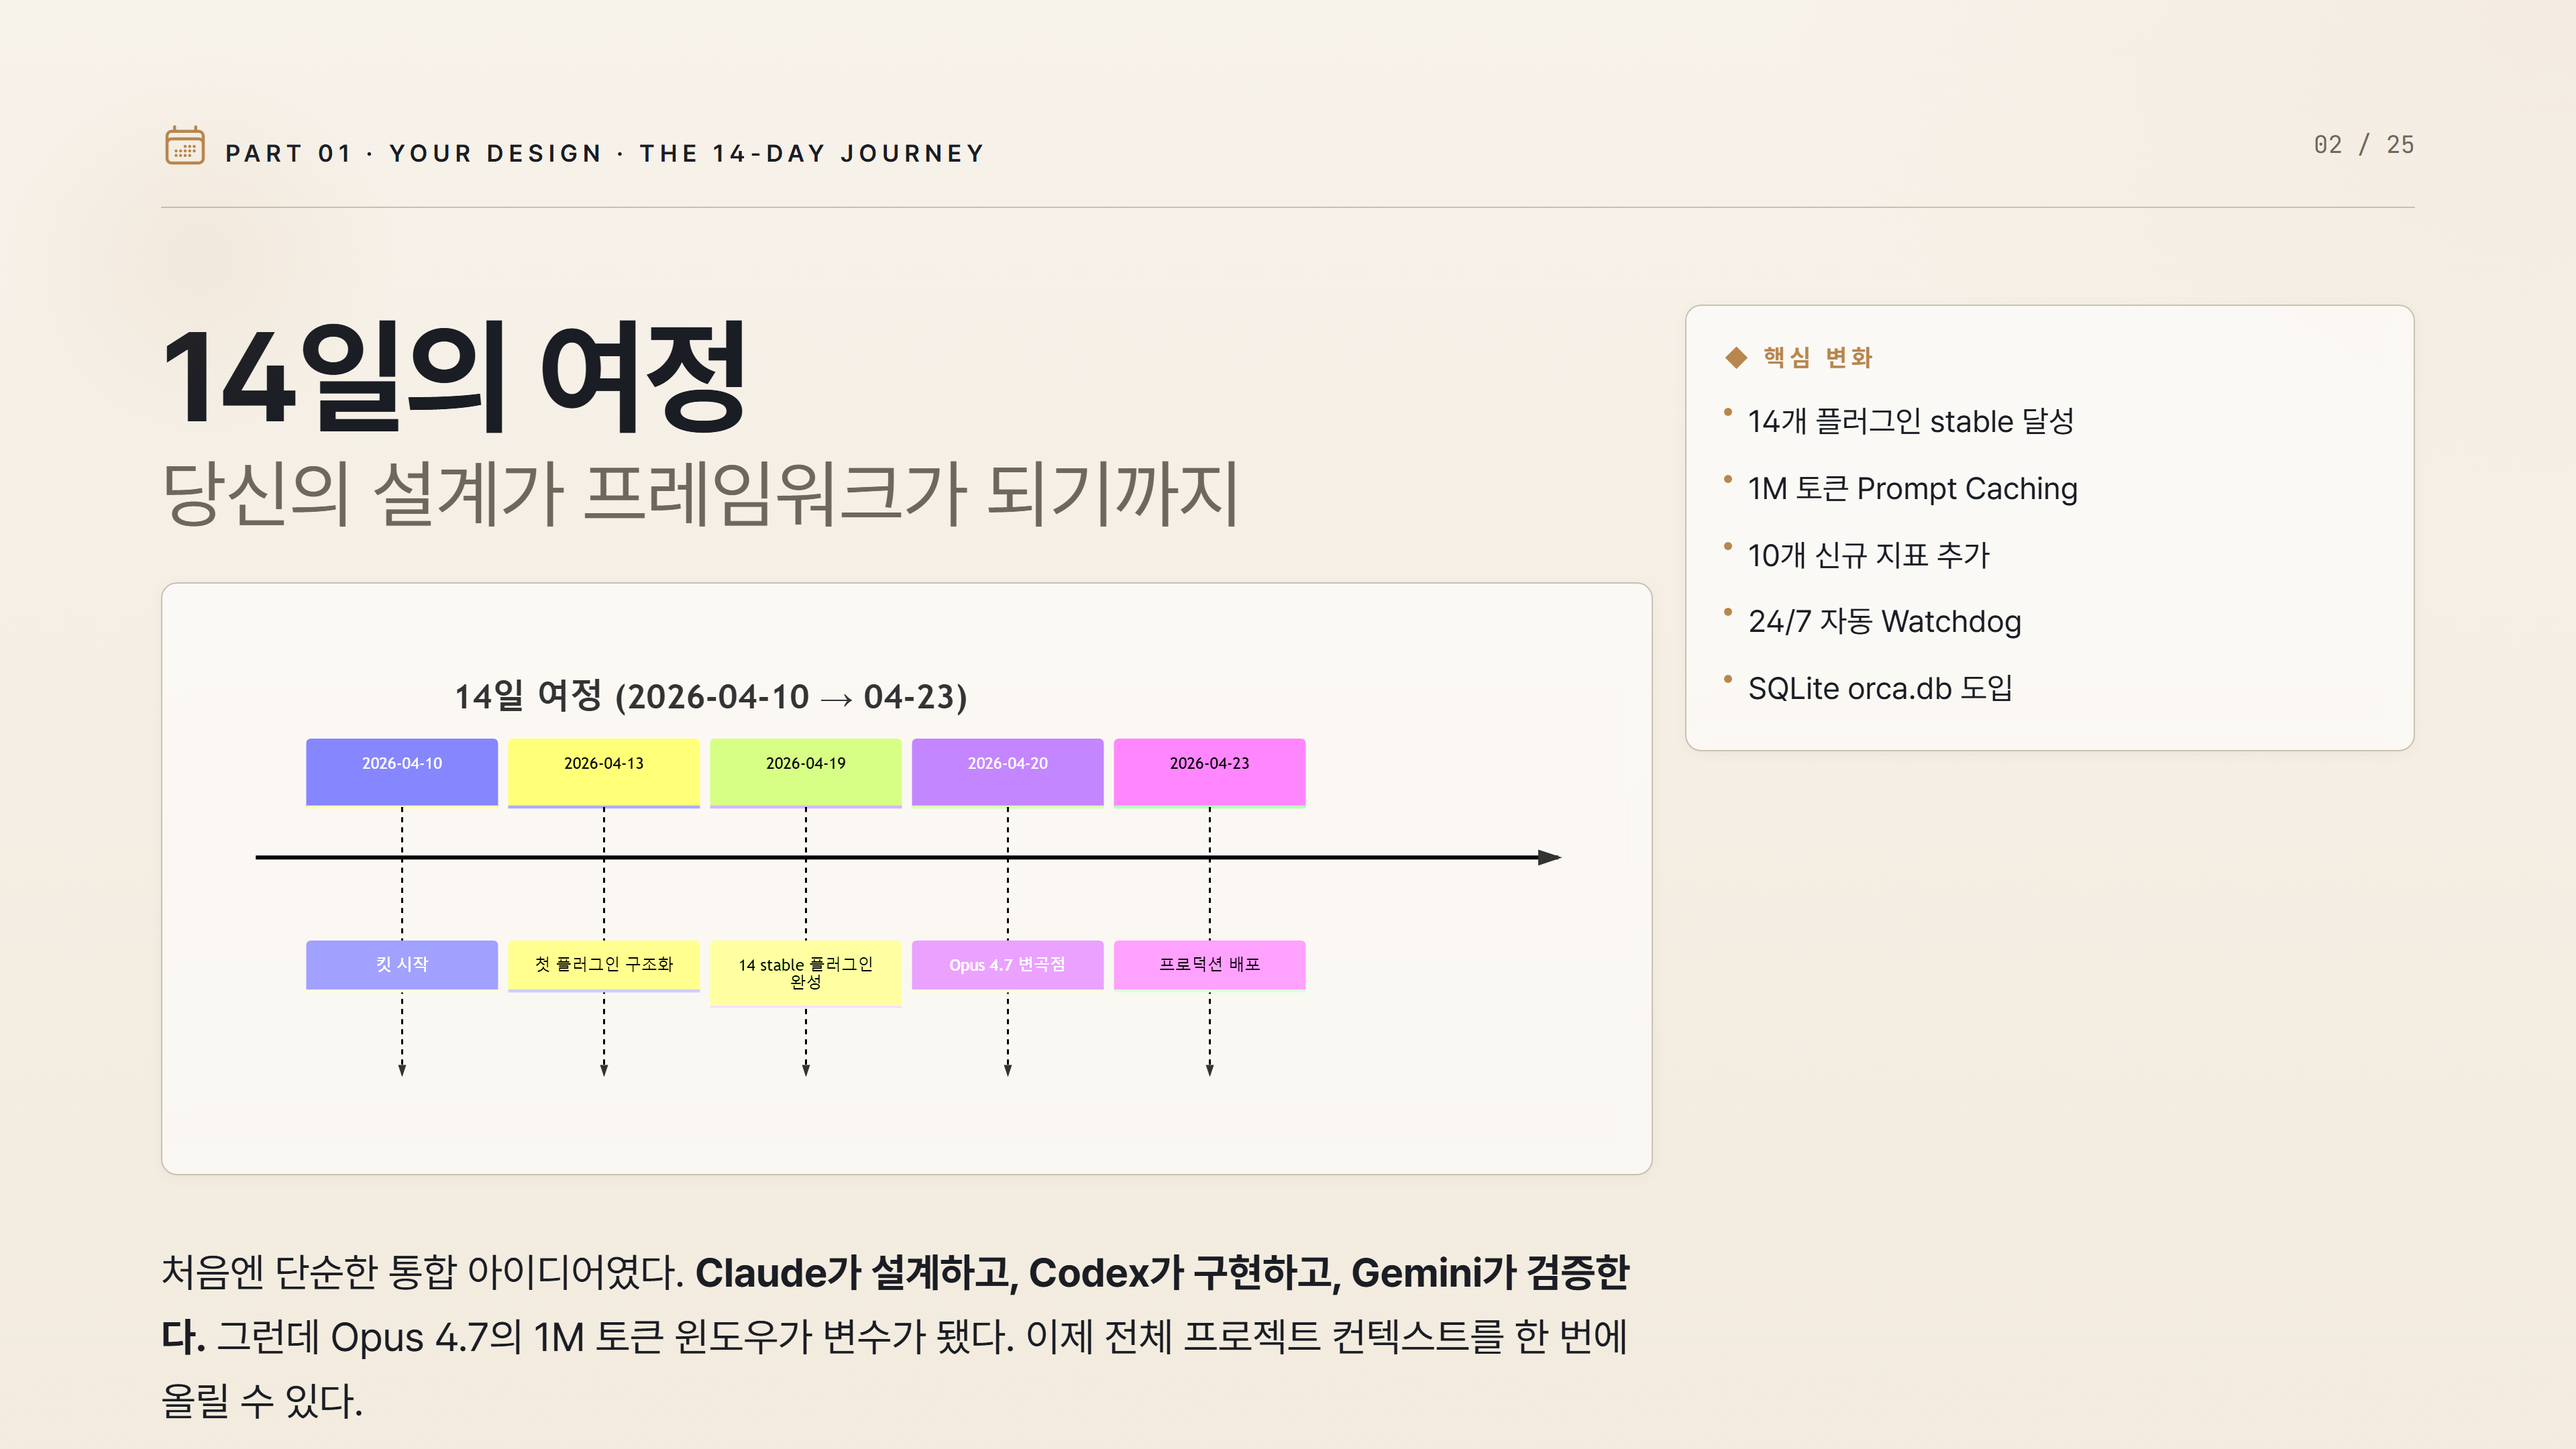 PART 01 · YOUR DESIGN · THE 14-DAY JOURNEY
02 / 25
14일의 여정
당신의 설계가 프레임워크가 되기까지
14일 여정 (2026-04-10 → 04-23)
2026-04-10
2026-04-13
2026-04-19
2026-04-20
2026-04-23
킷 시작
첫 플러그인 구조화
14 stable 플러그인
완성
Opus 4.7 변곡점
프로덕션 배포
처음엔 단순한 통합 아이디어였다. Claude가 설계하고, Codex가 구현하고, Gemini가 검증한
다. 그런데 Opus 4.7의 1M 토큰 윈도우가 변수가 됐다. 이제 전체 프로젝트 컨텍스트를 한 번에
올릴 수 있다.
◆ 핵심 변화
• 14개 플러그인 stable 달성
• 1M 토큰 Prompt Caching
• 10개 신규 지표 추가
• 24/7 자동 Watchdog
• SQLite orca.db 도입